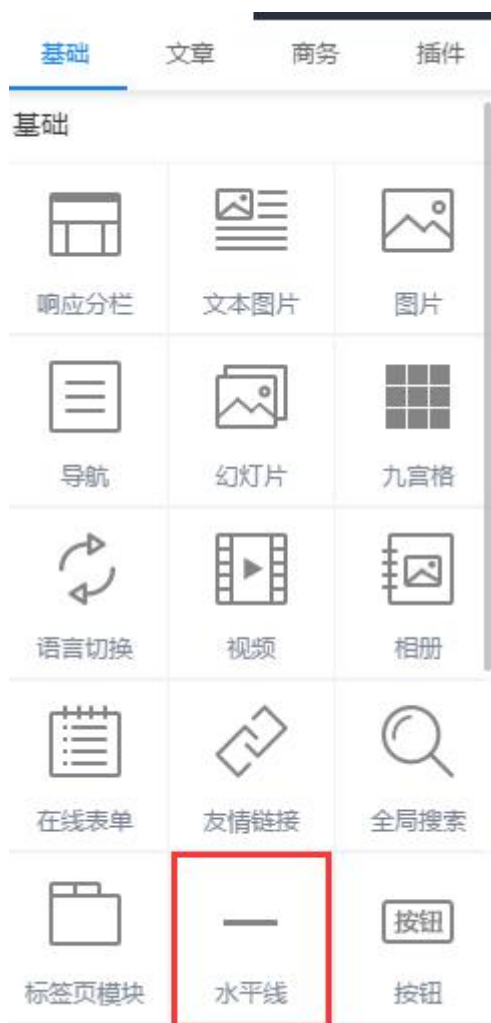 基础 文章 商务 插件
基础
响应分栏 文本图片 图片
导航 幻灯片 九宫格
语言切换 视频 相册
在线表单 友情链接 全局搜索
按钮
标签页模块 水平线 按钮